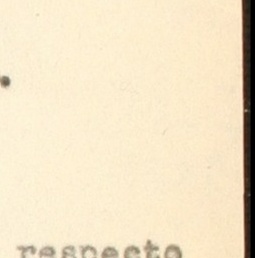 .
respecto